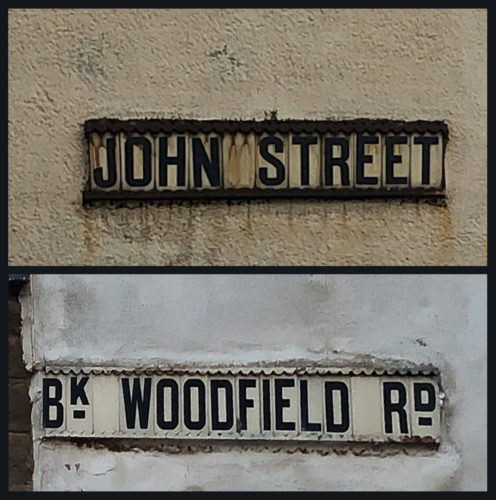 JOHN STREET
BK WOODFIELD RD